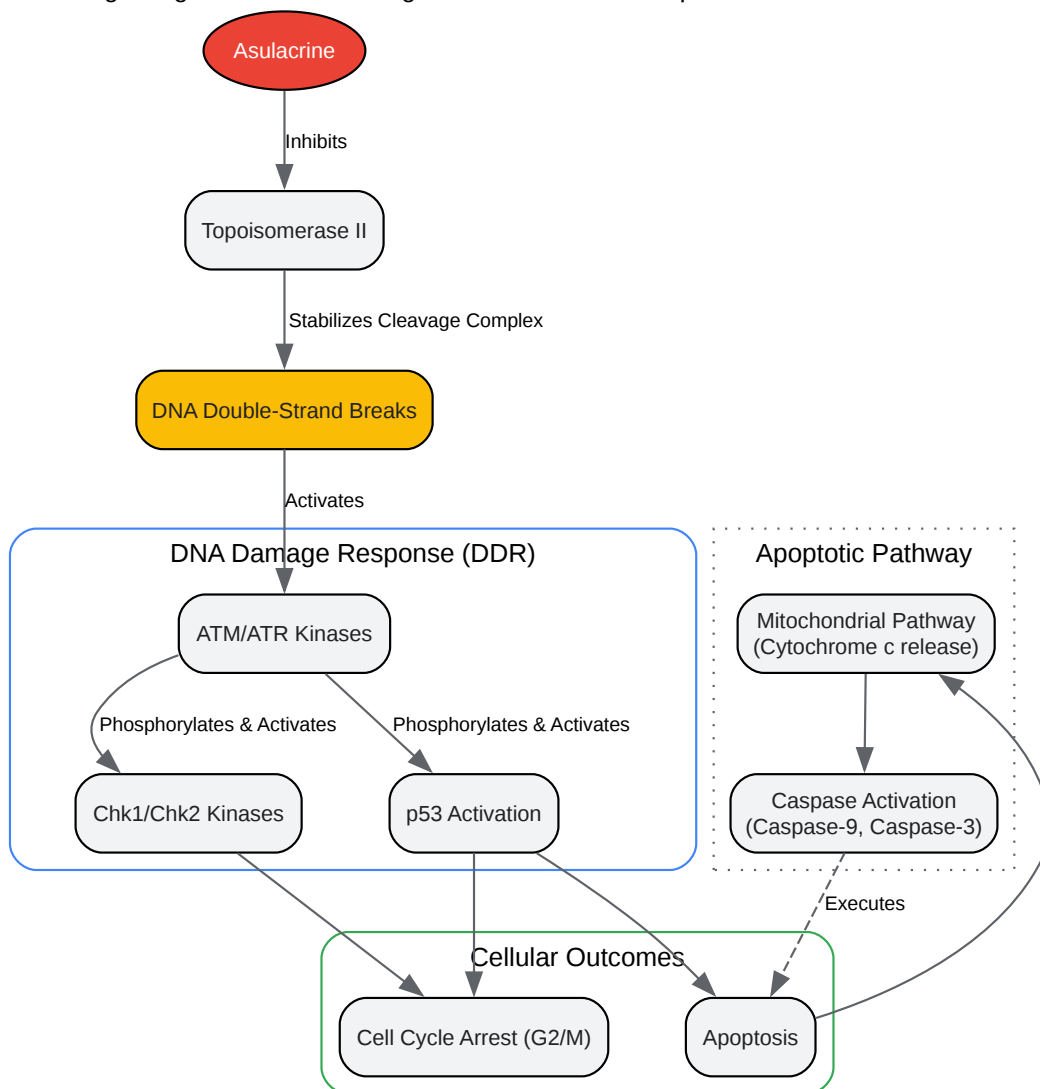 Asulacrine
Inhibits
Topoisomerase II
Stabilizes Cleavage Complex
DNA Double-Strand Breaks
Activates
DNA Damage Response (DDR)
Apoptotic Pathway
ATM/ATR Kinases
Mitochondrial Pathway
(Cytochrome c release)
Phosphorylates & Activates
Phosphorylates & Activates
Chk1/Chk2 Kinases
p53 Activation
Caspase Activation
(Caspase-9, Caspase-3)
Executes
Cellular Outcomes
Cell Cycle Arrest (G2/M)
Apoptosis